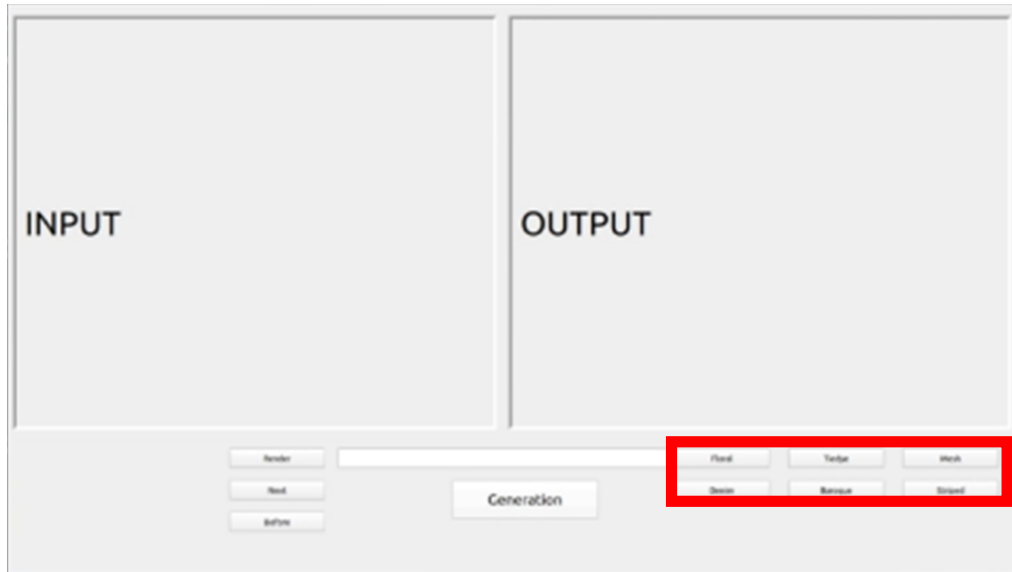 INPUT
OUTPUT
Render
Floral
Tiedye
Mesh
Next
Generation
Denim
Baroque
Striped
Before